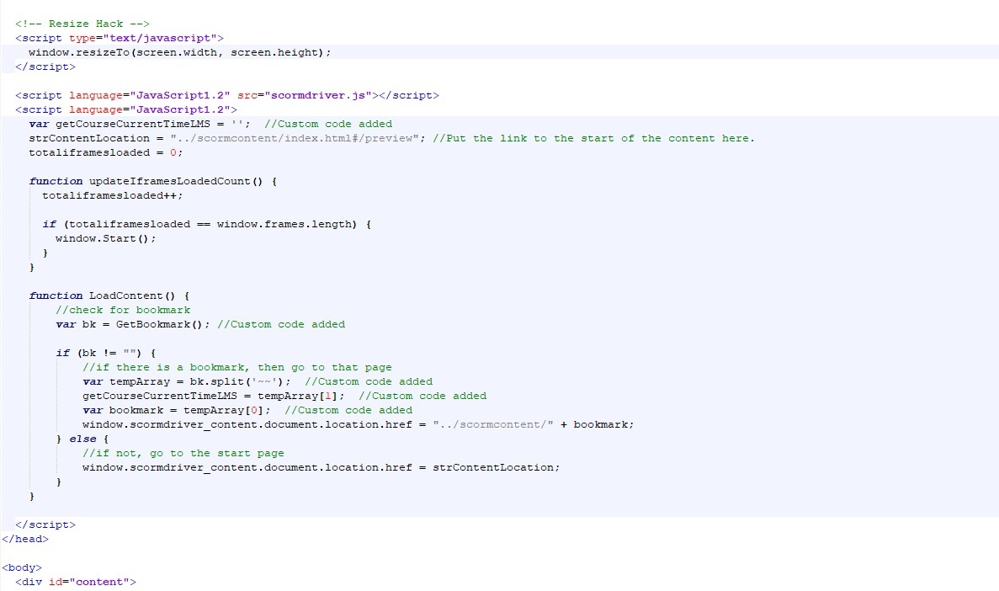 <!-- Resize Hack -->
<script type="text/javascript">
window.resizeTo(screen.width, screen.height);
</script>
<script language="JavaScript1.2" src="scormdriver.js"></script>
<script language="JavaScript1.2">
var getCourseCurrentTimeLMS = ''; //Custom code added
strContentLocation = "../scormcontent/index.html#/preview"; //Put the link to the start of the content here.
totaliframesloaded = 0;
function updateIframesLoadedCount() {
totaliframesloaded++;
if (totaliframesloaded == window.frames.length) {
window.Start();
}
}
function LoadContent() {
//check for bookmark
var bk = GetBookmark(); //Custom code added
if (bk != "") {
//if there is a bookmark, then go to that page
var tempArray = bk.split('~~'); //Custom code added
getCourseCurrentTimeLMS = tempArray[1]; //Custom code added
var bookmark = tempArray[0]; //Custom code added
window.scormdriver_content.document.location.href = "../scormcontent/" + bookmark;
} else {
//if not, go to the start page
window.scormdriver_content.document.location.href = strContentLocation;
}
}
</script>
</head>
<body>
<div id="content">